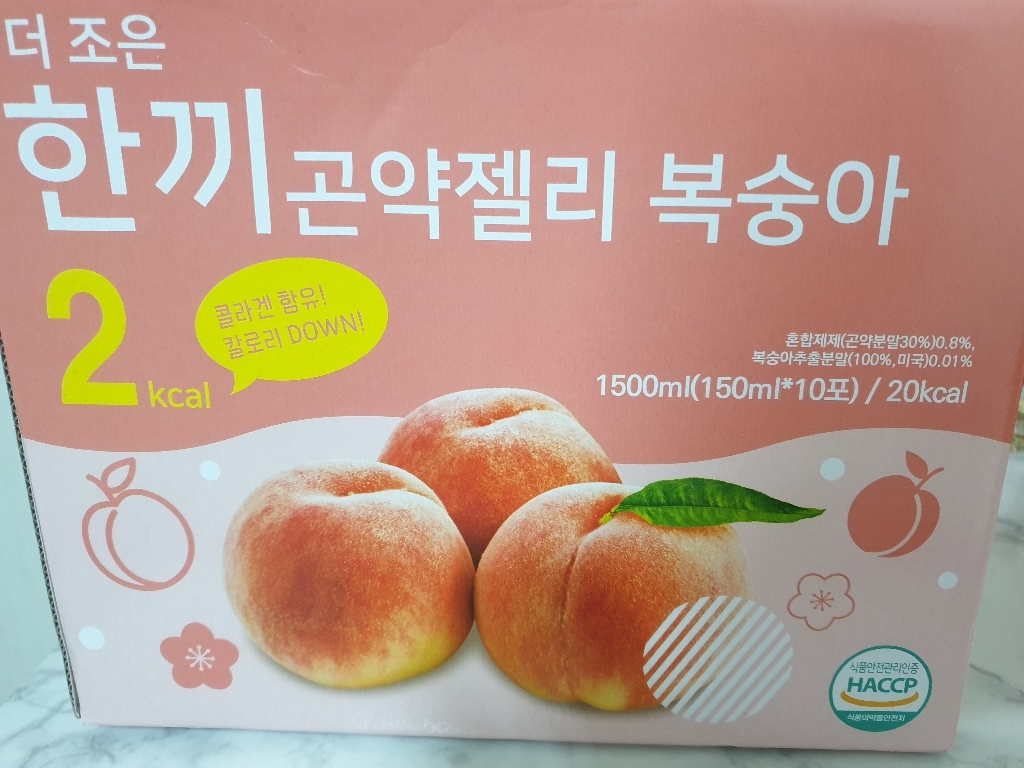 더 조은
한끼 곤약젤리 복숭아
2 kcal
콜라겐 함유!
칼로리 DOWN!
혼합제제(곤약분말30%)0.8%,
복숭아추출분말(100%,미국)0.01%
1500ml(150ml*10포) / 20kcal
식품안전관리인증
HACCP
식품의약품안전처